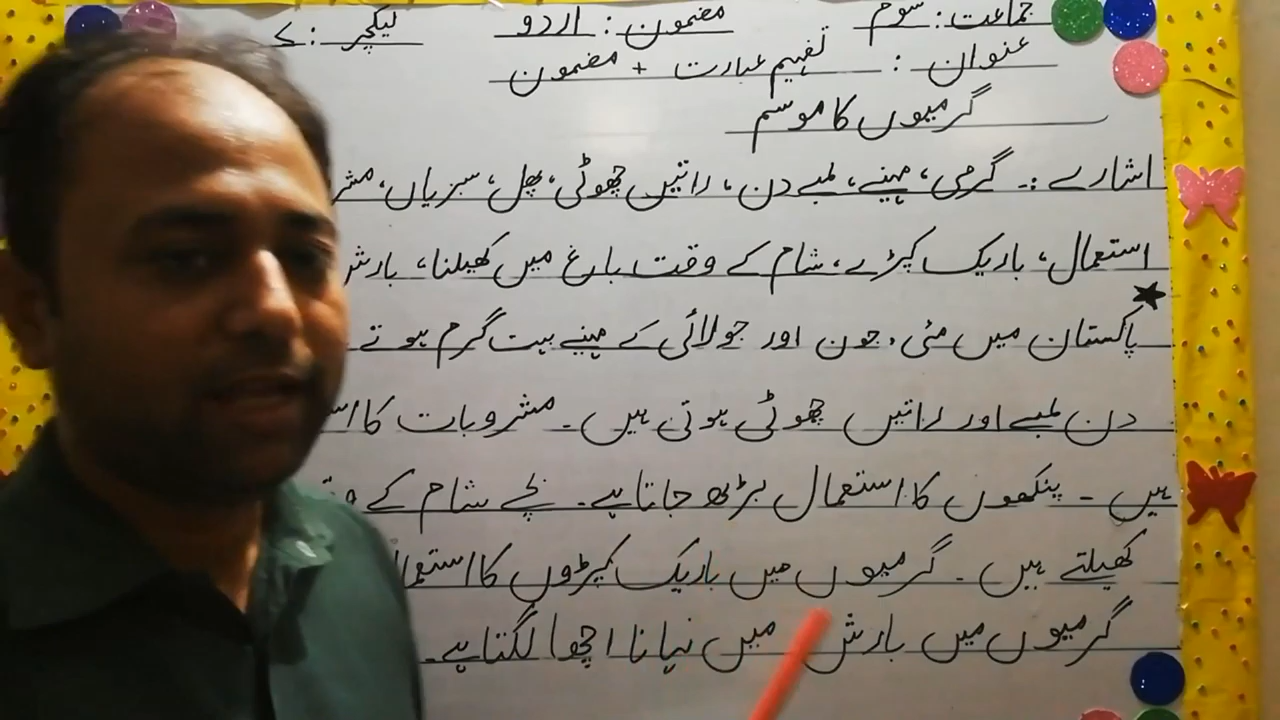 جماعت: سوم مضمون: اردو لیکچر: ۷
عنوان: تفہیم عبارت + مضمون
گرمیوں کا موسم
اشارے :۔ گرمی، مہینے، لمبے دن، راتیں چھوٹی، پھل، سبزیاں،
استعمال، باریک کپڑے، شام کے وقت باغ میں کھیلنا،
پاکستان میں مئی، جون اور جولائی کے مہینے بہت گرم ہوتے
دن لمبے اور راتیں چھوٹی ہوتی ہیں۔ مشروبات کا
ہیں۔ پنکھوں کا استعمال بڑھ جاتا ہے۔ بچے شام کے
کھیلتے ہیں۔ گرمیوں میں باریک کپڑوں کا
گرمیوں میں بارش میں نہانا اچھا لگتا ہے۔